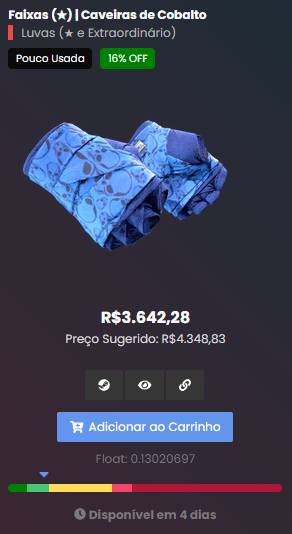 Faixas (★) | Caveiras de Cobalto
Luvas (★ e Extraordinário)
Pouco Usada
16% OFF
R$3.642,28
Preço Sugerido: R$4.348,83
Adicionar ao Carrinho
Float: 0.13020697
Disponível em 4 dias